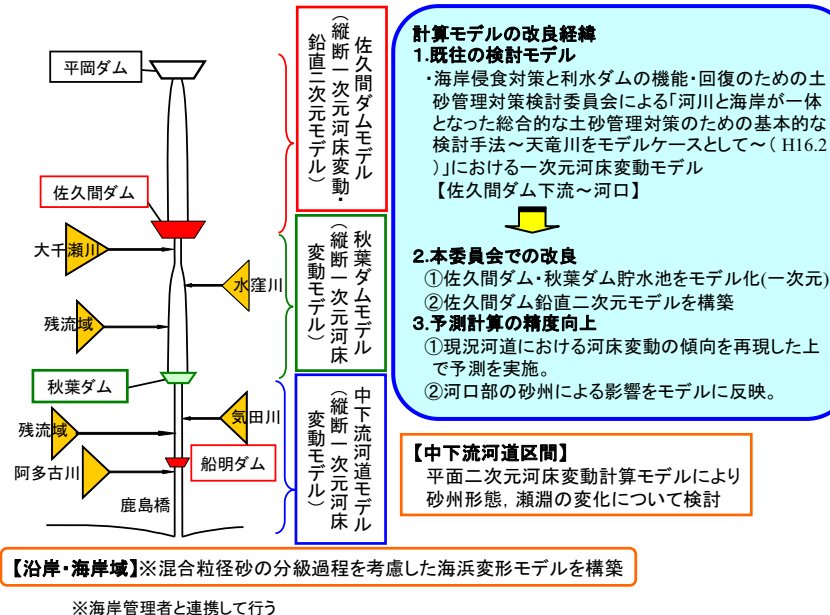 平岡ダム
佐久間ダム
大千瀬川
水窪川
残流域
秋葉ダム
残流域
気田川
船明ダム
阿多古川
鹿島橋
佐久間ダムモデル
(縦断一次元河床変動・
鉛直二次元モデル)
秋葉ダムモデル
(縦断一次元河床
変動モデル)
中下流河道モデル
(縦断一次元河床
変動モデル)
計算モデルの改良経緯
1.既往の検討モデル
・海岸侵食対策と利水ダムの機能・回復のための土
砂管理対策検討委員会による「河川と海岸が一体
となった総合的な土砂管理対策のための基本的な
検討手法~天竜川をモデルケースとして~( H16.2
)」における一次元河床変動モデル
【佐久間ダム下流~河口】
2.本委員会での改良
①佐久間ダム・秋葉ダム貯水池をモデル化(一次元)
②佐久間ダム鉛直二次元モデルを構築
3.予測計算の精度向上
①現況河道における河床変動の傾向を再現した上
で予測を実施。
②河口部の砂州による影響をモデルに反映。
【中下流河道区間】
平面二次元河床変動計算モデルにより
砂州形態, 瀬淵の変化について検討
【沿岸・海岸域】※混合粒径砂の分級過程を考慮した海浜変形モデルを構築
※海岸管理者と連携して行う